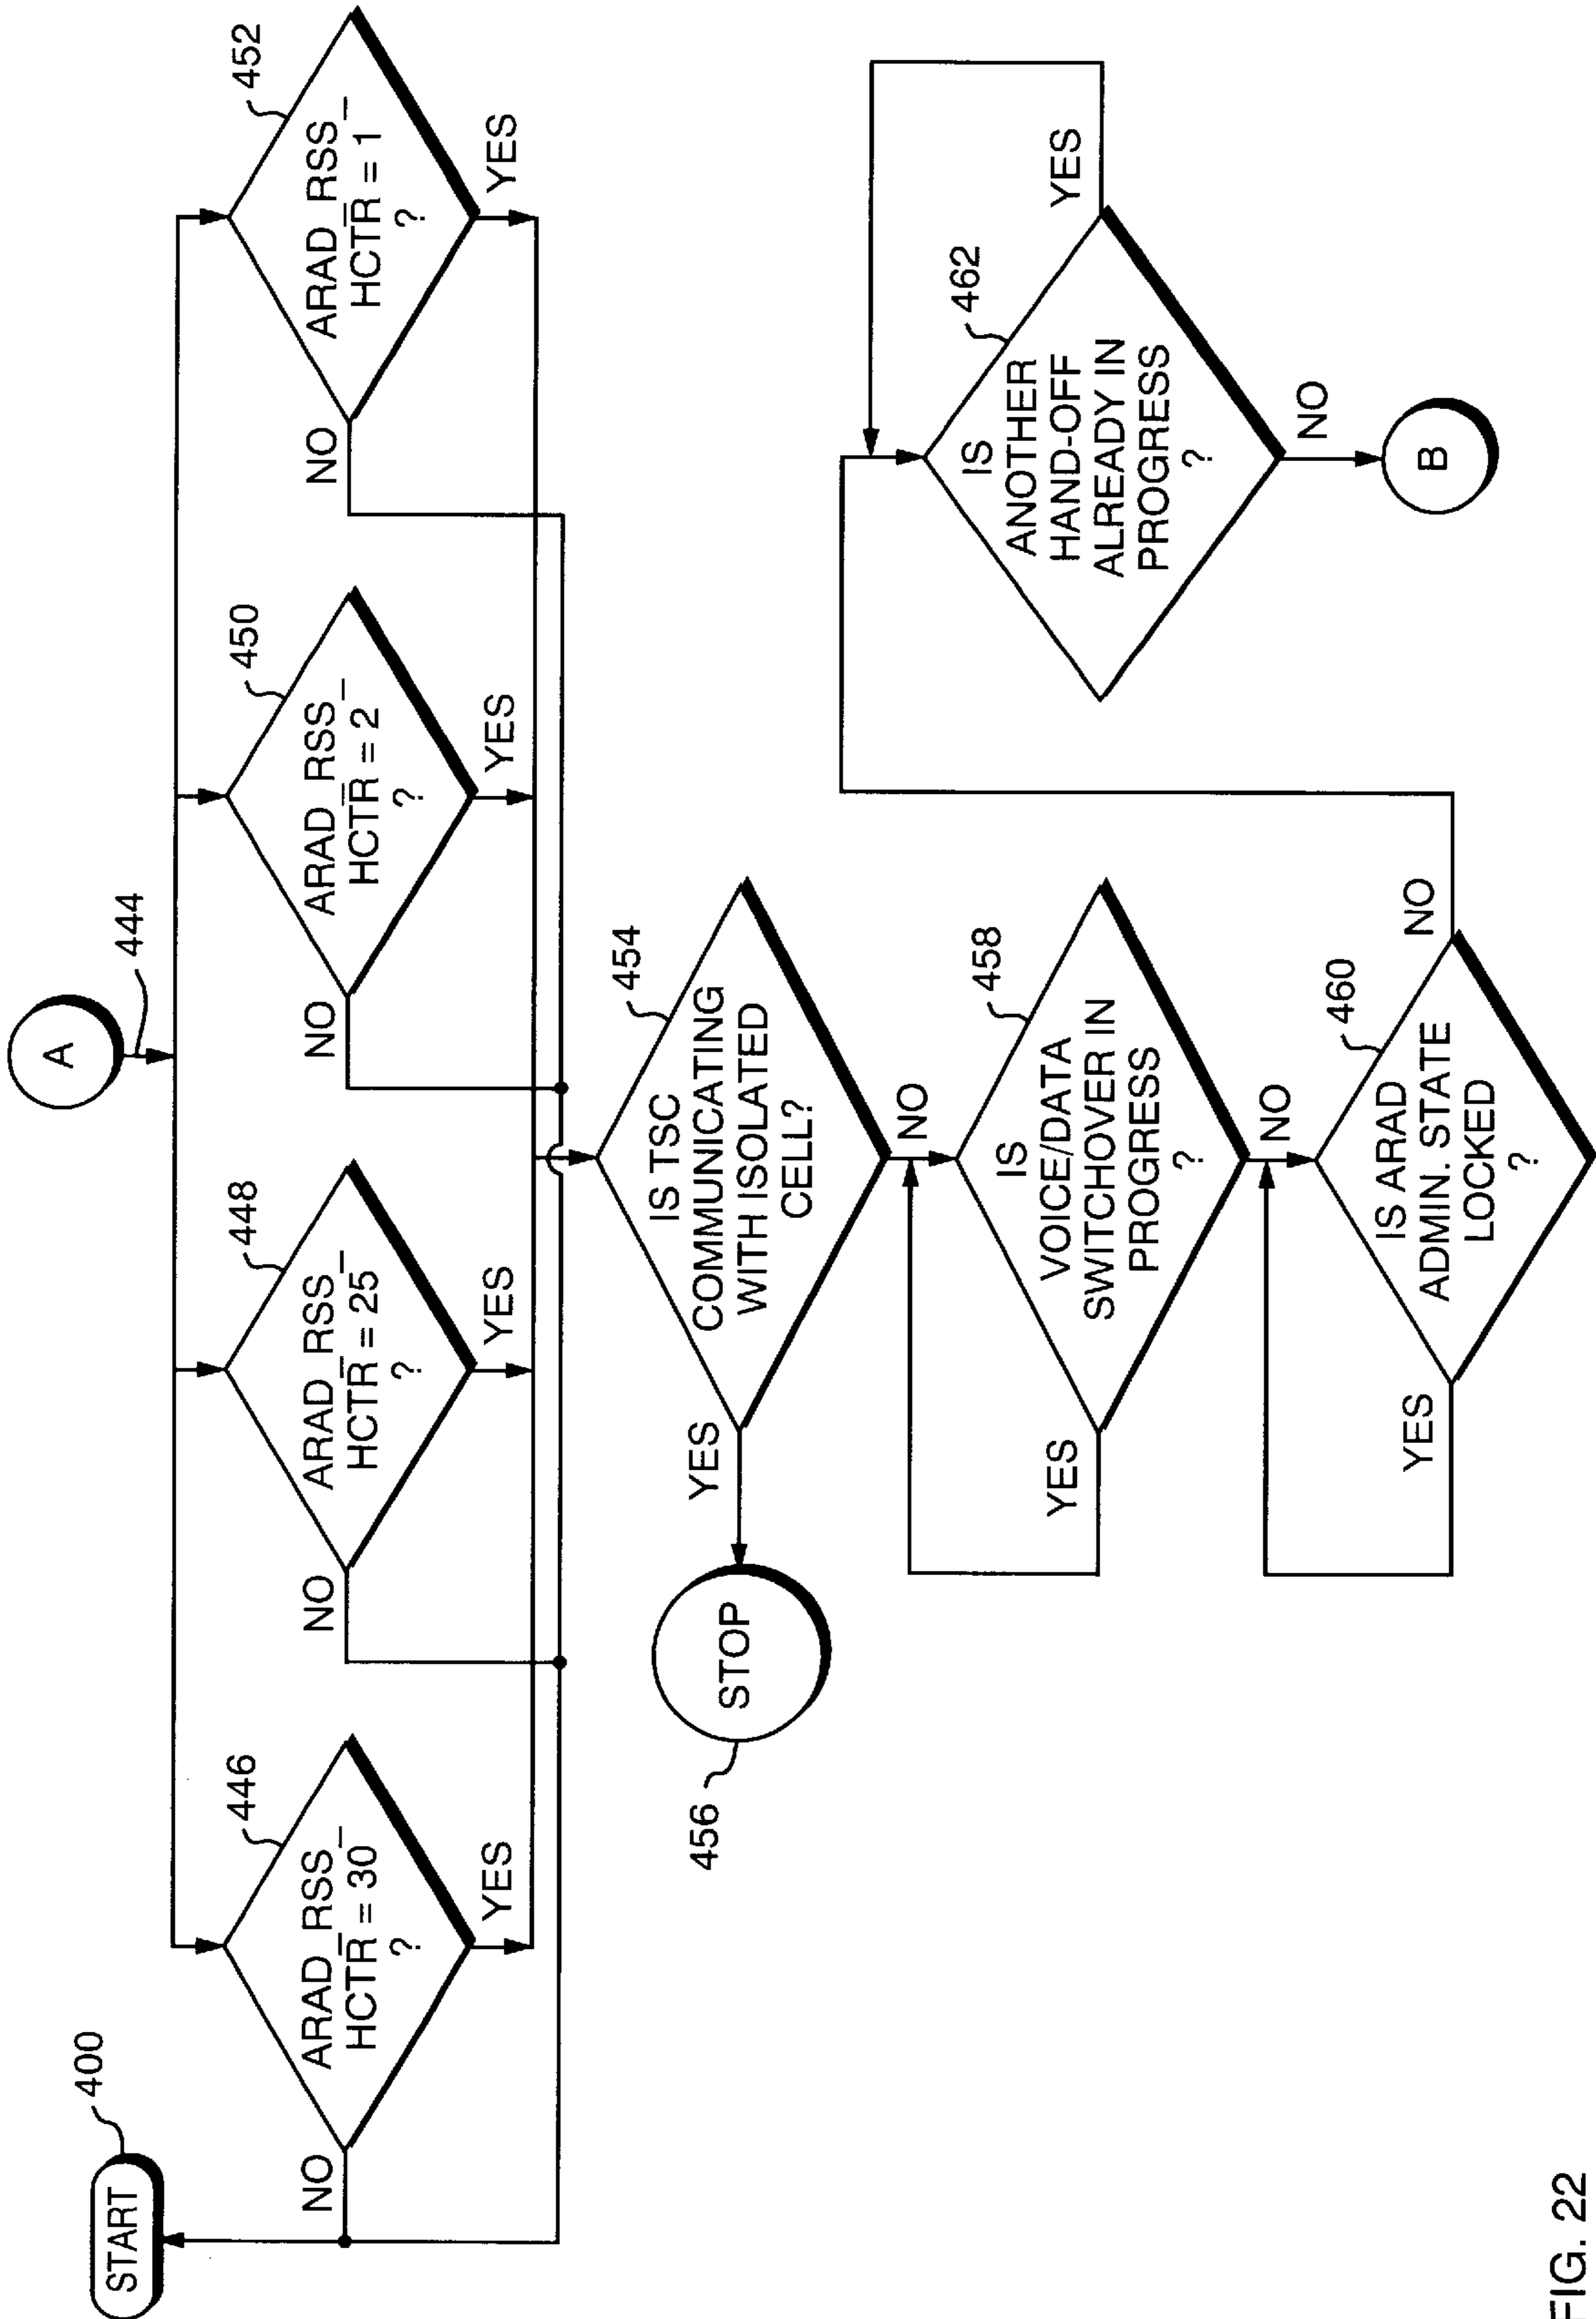 START
400
A
444
ARAD_RSS_
HCTR = 30
?
446
NO
YES
ARAD_RSS_
HCTR = 25
?
448
NO
YES
ARAD_RSS_
HCTR = 2
?
450
NO
YES
ARAD_RSS_
HCTR = 1
?
452
NO
YES
IS TSC
COMMUNICATING
WITH ISOLATED
CELL?
454
YES
NO
STOP
456
IS
VOICE/DATA
SWITCHOVER IN
PROGRESS
?
458
YES
NO
IS ARAD
ADMIN. STATE
LOCKED
?
460
YES
NO
IS
ANOTHER
HAND-OFF
ALREADY IN
PROGRESS
?
462
YES
NO
B
FIG. 22